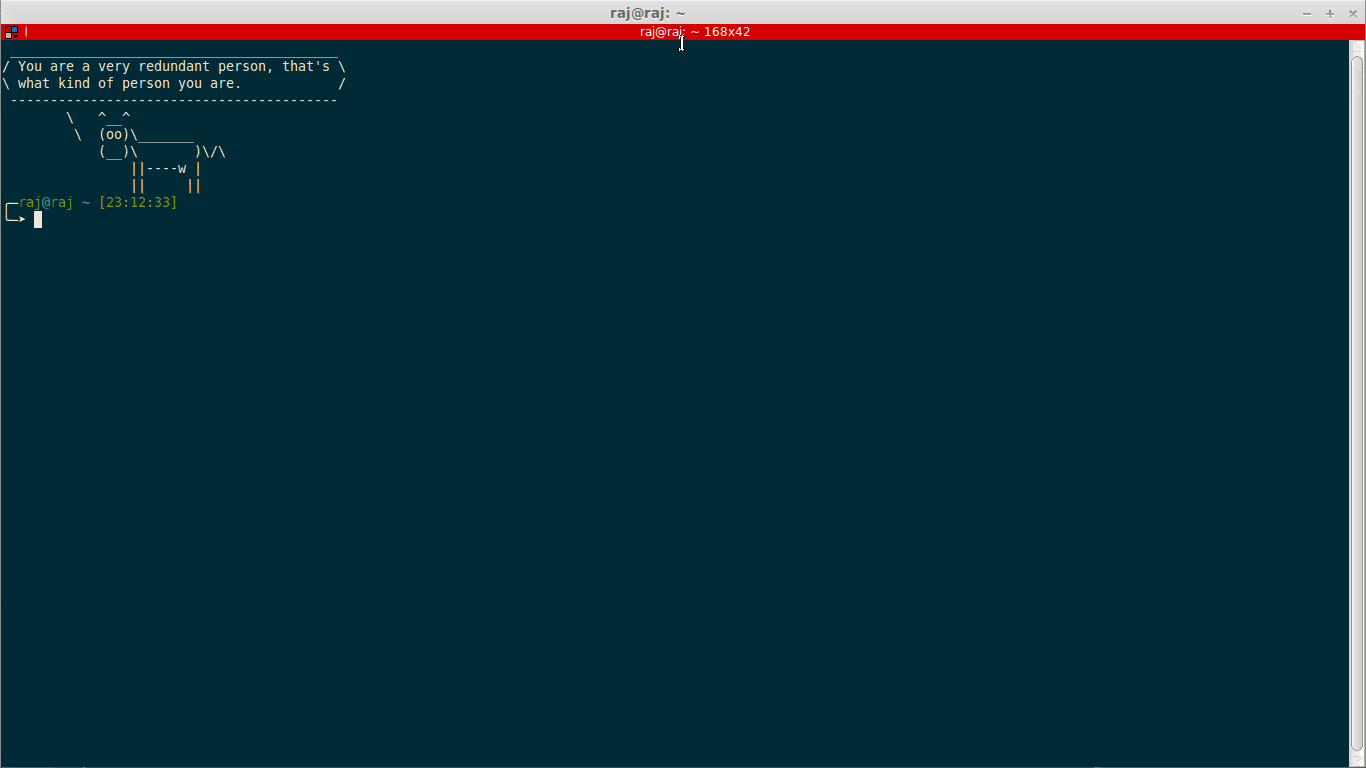 raj@raj: ~
raj@raj: ~ 168x42
 _________________________________________
/ You are a very redundant person, that's \
\ what kind of person you are.            /
 -----------------------------------------
        \   ^__^
         \  (oo)\_______
            (__)\       )\/\
                ||----w |
                ||     ||
╭─raj@raj ~ [23:12:33]
╰─➤